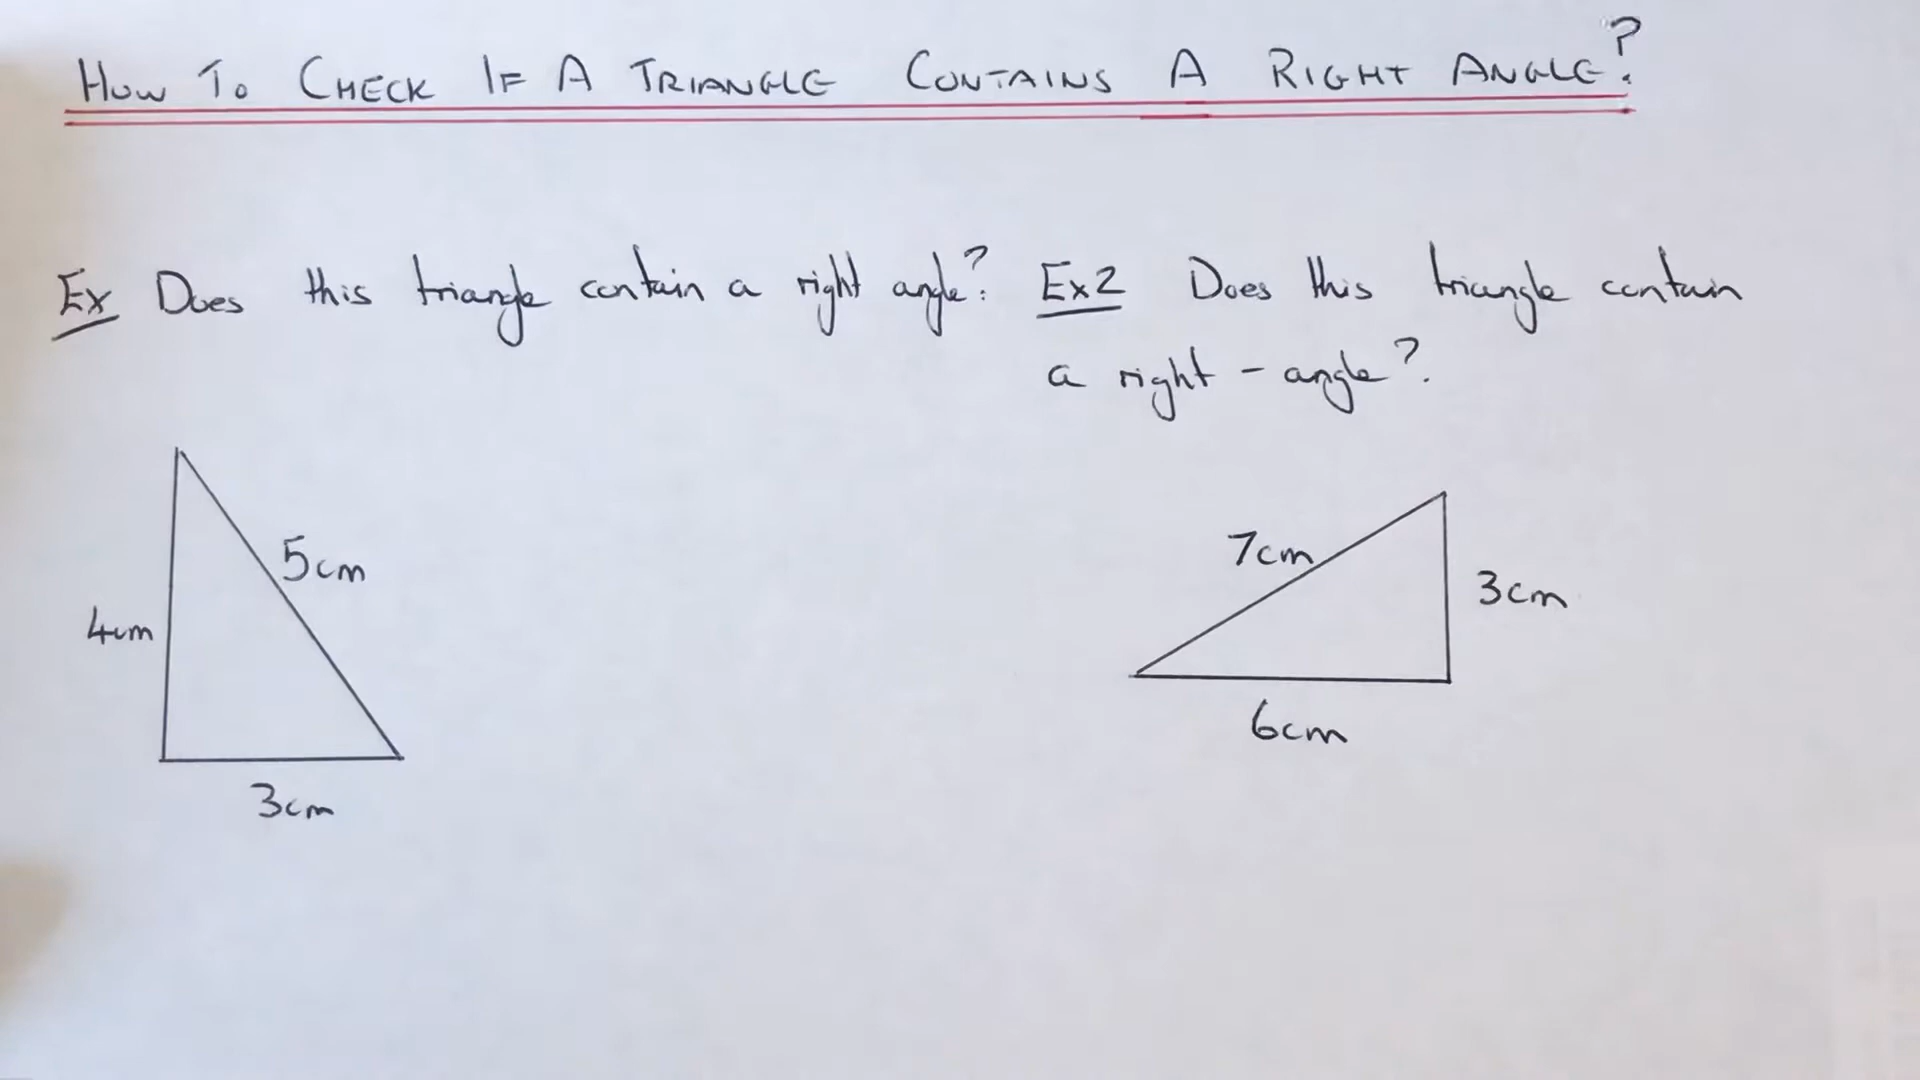 HOW TO CHECK IF A TRIANGLE CONTAINS A RIGHT ANGLE?
Ex Does this triangle contain a right angle?
4cm
5cm
3cm
Ex2 Does this triangle contain
a right-angle?
7cm
3cm
6cm